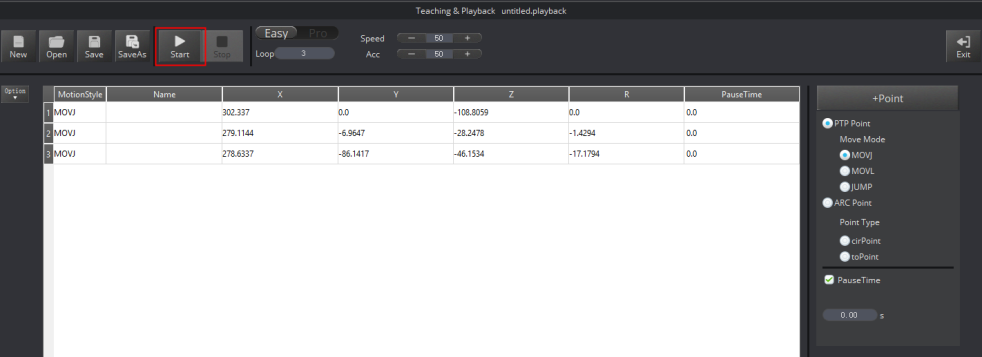 Teaching & Playback untitled.playback
New Open Save SaveAs Start Stop
Easy Pro
Loop 3
Speed - 50 +
Acc - 50 +
Exit
Option
MotionStyle Name X Y Z R PauseTime
1 MOVJ 302.337 0.0 -108.8059 0.0 0.0
2 MOVJ 279.1144 -6.9647 -28.2478 -1.4294 0.0
3 MOVJ 278.6337 -86.1417 -46.1534 -17.1794 0.0
+Point
PTP Point
Move Mode
MOVJ
MOVL
JUMP
ARC Point
Point Type
cirPoint
toPoint
PauseTime
0.00 s